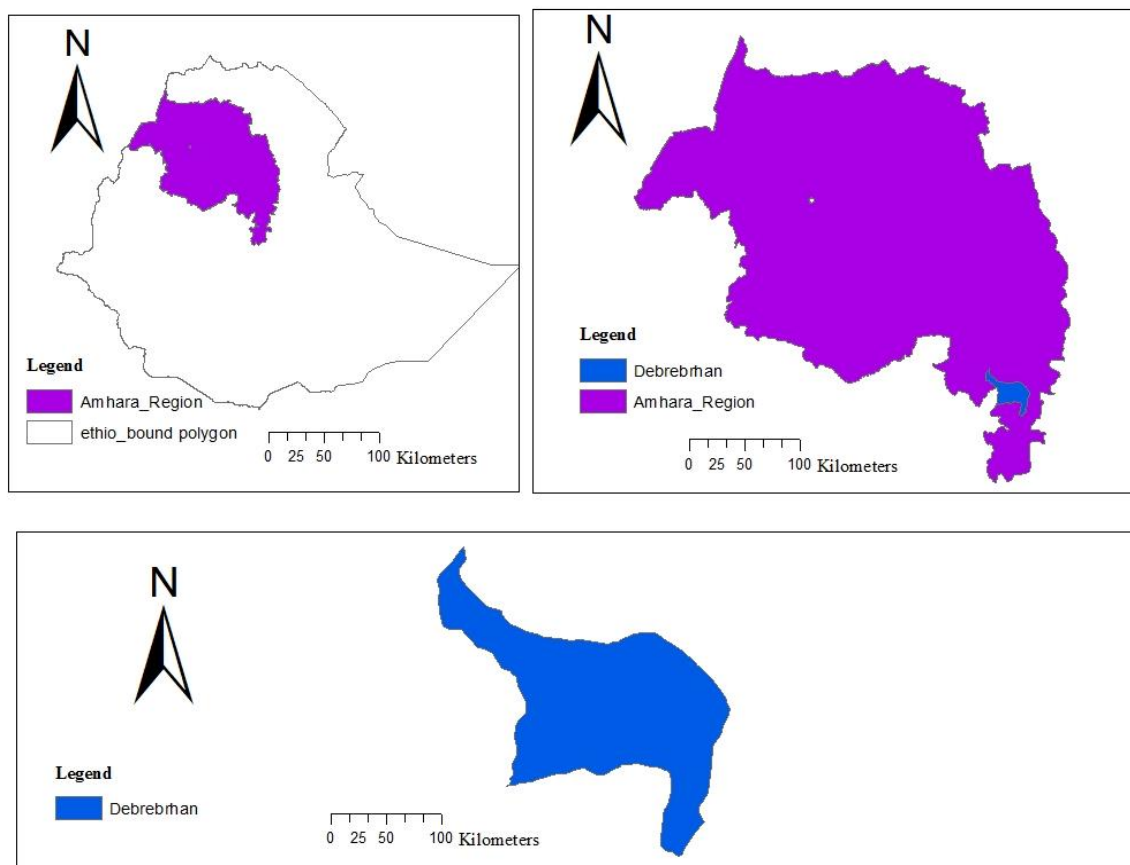 N
Legend
Amhara_Region
ethio_bound polygon
0 25 50 100 Kilometers
N
Legend
Debrebrhan
Amhara_Region
0 25 50 100 Kilometers
N
Legend
Debrebrhan
0 25 50 100 Kilometers